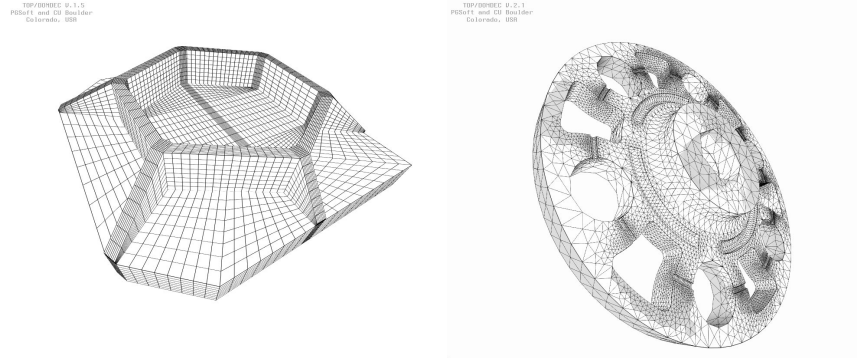 TOP/DOMDEC V.1.5
PGSoft and CU Boulder
Colorado, USA
TOP/DOMDEC V.2.1
PGSoft and CU Boulder
Colorado, USA